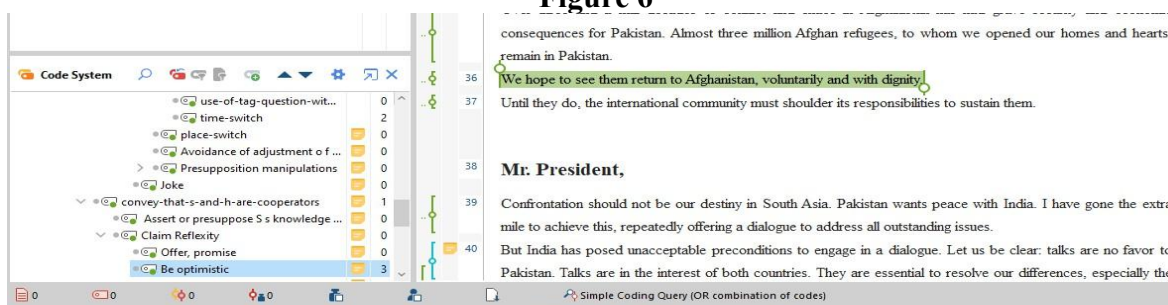 Figure 6
consequences for Pakistan. Almost three million Afghan refugees, to whom we opened our homes and hearts,
remain in Pakistan.
36 We hope to see them return to Afghanistan, voluntarily and with dignity.
37 Until they do, the international community must shoulder its responsibilities to sustain them.
38 Mr. President,
39 Confrontation should not be our destiny in South Asia. Pakistan wants peace with India. I have gone the extra
mile to achieve this, repeatedly offering a dialogue to address all outstanding issues.
40 But India has posed unacceptable preconditions to engage in a dialogue. Let us be clear: talks are no favor to
Pakistan. Talks are in the interest of both countries. They are essential to resolve our differences, especially the
Code System
use-of-tag-question-wit... 0
time-switch 2
place-switch 0
Avoidance of adjustment o f ... 0
Presupposition manipulations 0
Joke 0
convey-that-s-and-h-are-cooperators 1
Assert or presuppose S s knowledge ... 0
Claim Reflexity 0
Offer, promise 0
Be optimistic 3
0 0 0 0 Simple Coding Query (OR combination of codes)